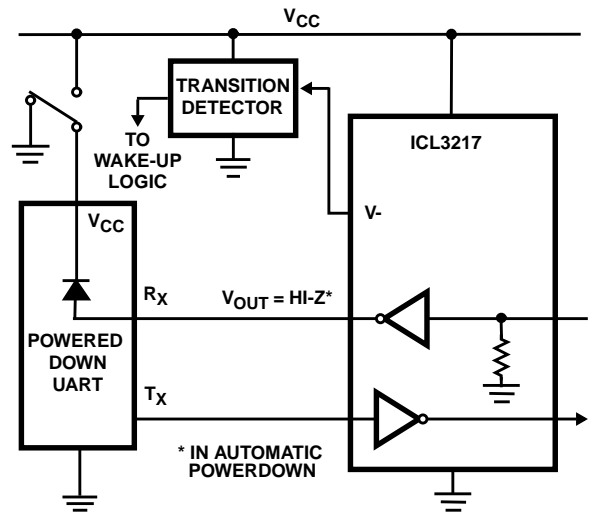 VCC
TRANSITION
DETECTOR
TO
WAKE-UP
LOGIC
ICL3217
V-
VCC
RX
VOUT = HI-Z*
POWERED
DOWN
UART
TX
* IN AUTOMATIC
POWERDOWN